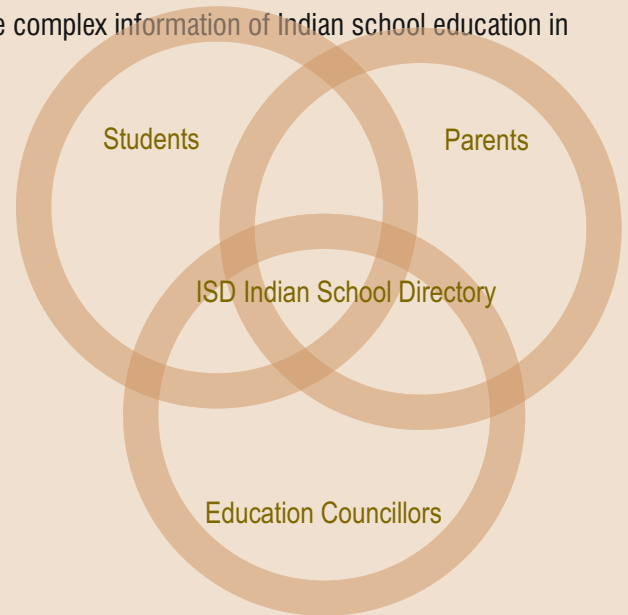 complex information of Indian school education in
Students
Parents
ISD Indian School Directory
Education Councillors